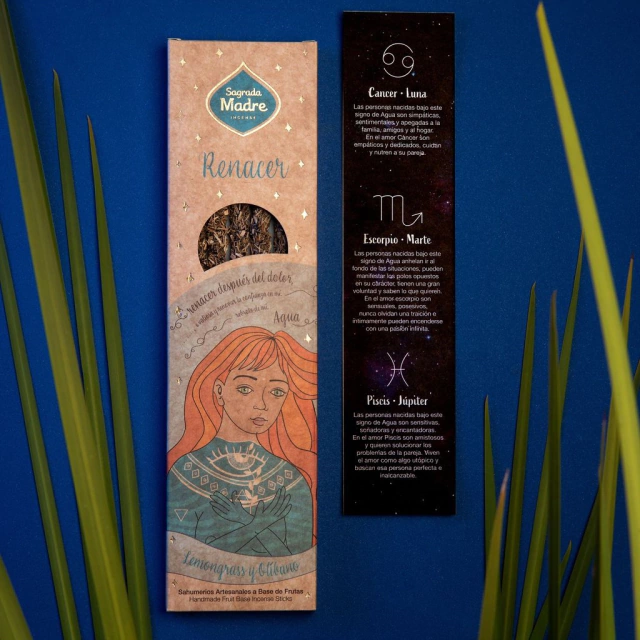 Sagrada
Madre
INCENSE
Renacer
renacer después del dolor
Agua
Lemongrass y Olibano
Sahumerios Artesanales a Base de Frutas
Handmade Fruit Base Incense Sticks
Cancer • Luna
Las personas nacidas bajo este
signo de Agua son simpáticas,
sentimentales y apegadas a la
familia, amigos y al hogar.
En el amor Cáncer son
empáticos y dedicados, cuidan
y nutren a su pareja.
Escorpio • Marte
Las personas nacidas bajo este
signo de Agua anhelan ir al
fondo de las situaciones, pueden
manifestar los polos opuestos
en su carácter, tienen una gran
voluntad y saben lo que quieren.
En el amor escorpio son
sensuales, posesivos,
nunca olvidan una traición e
intimamente pueden encenderse
con una pasión infinita.
Piscis • Júpiter
Las personas nacidas bajo este
signo de Agua son sensitivas,
soñadoras y encantadoras.
En el amor Piscis son amistosos
y quieren solucionar los
problemas de la pareja. Viven
el amor como algo utópico y
buscan esa persona perfecta e
inalcanzable.